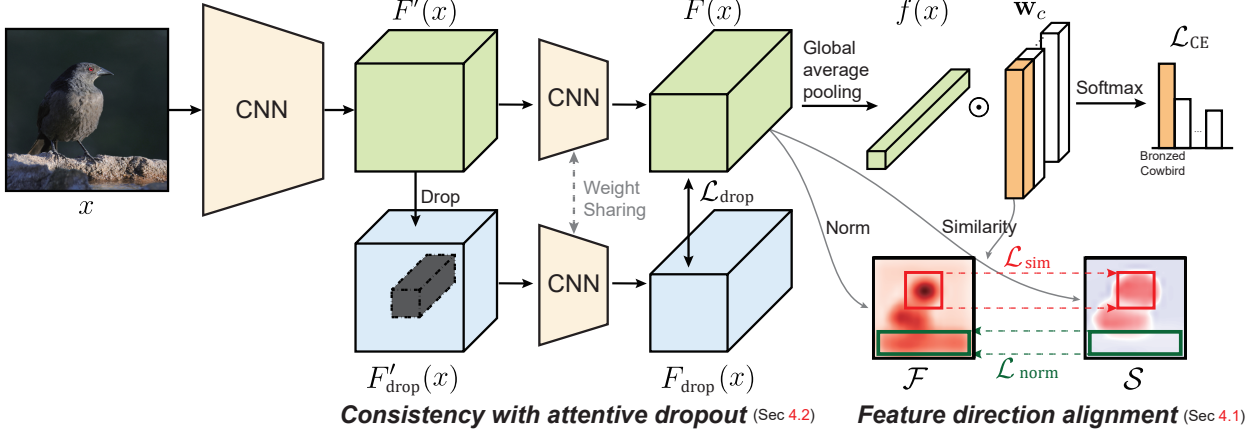 F′(x)
F(x)
f(x)
w_c
ℒ_CE
CNN
CNN
Global
average
pooling
⊙
Softmax
...
...
Bronzed
Cowbird
x
Drop
Weight
Sharing
ℒ_drop
Norm
Similarity
CNN
ℒ_sim
ℒ_norm
F′_drop(x)
F_drop(x)
ℱ
𝒮
Consistency with attentive dropout (Sec 4.2)
Feature direction alignment (Sec 4.1)